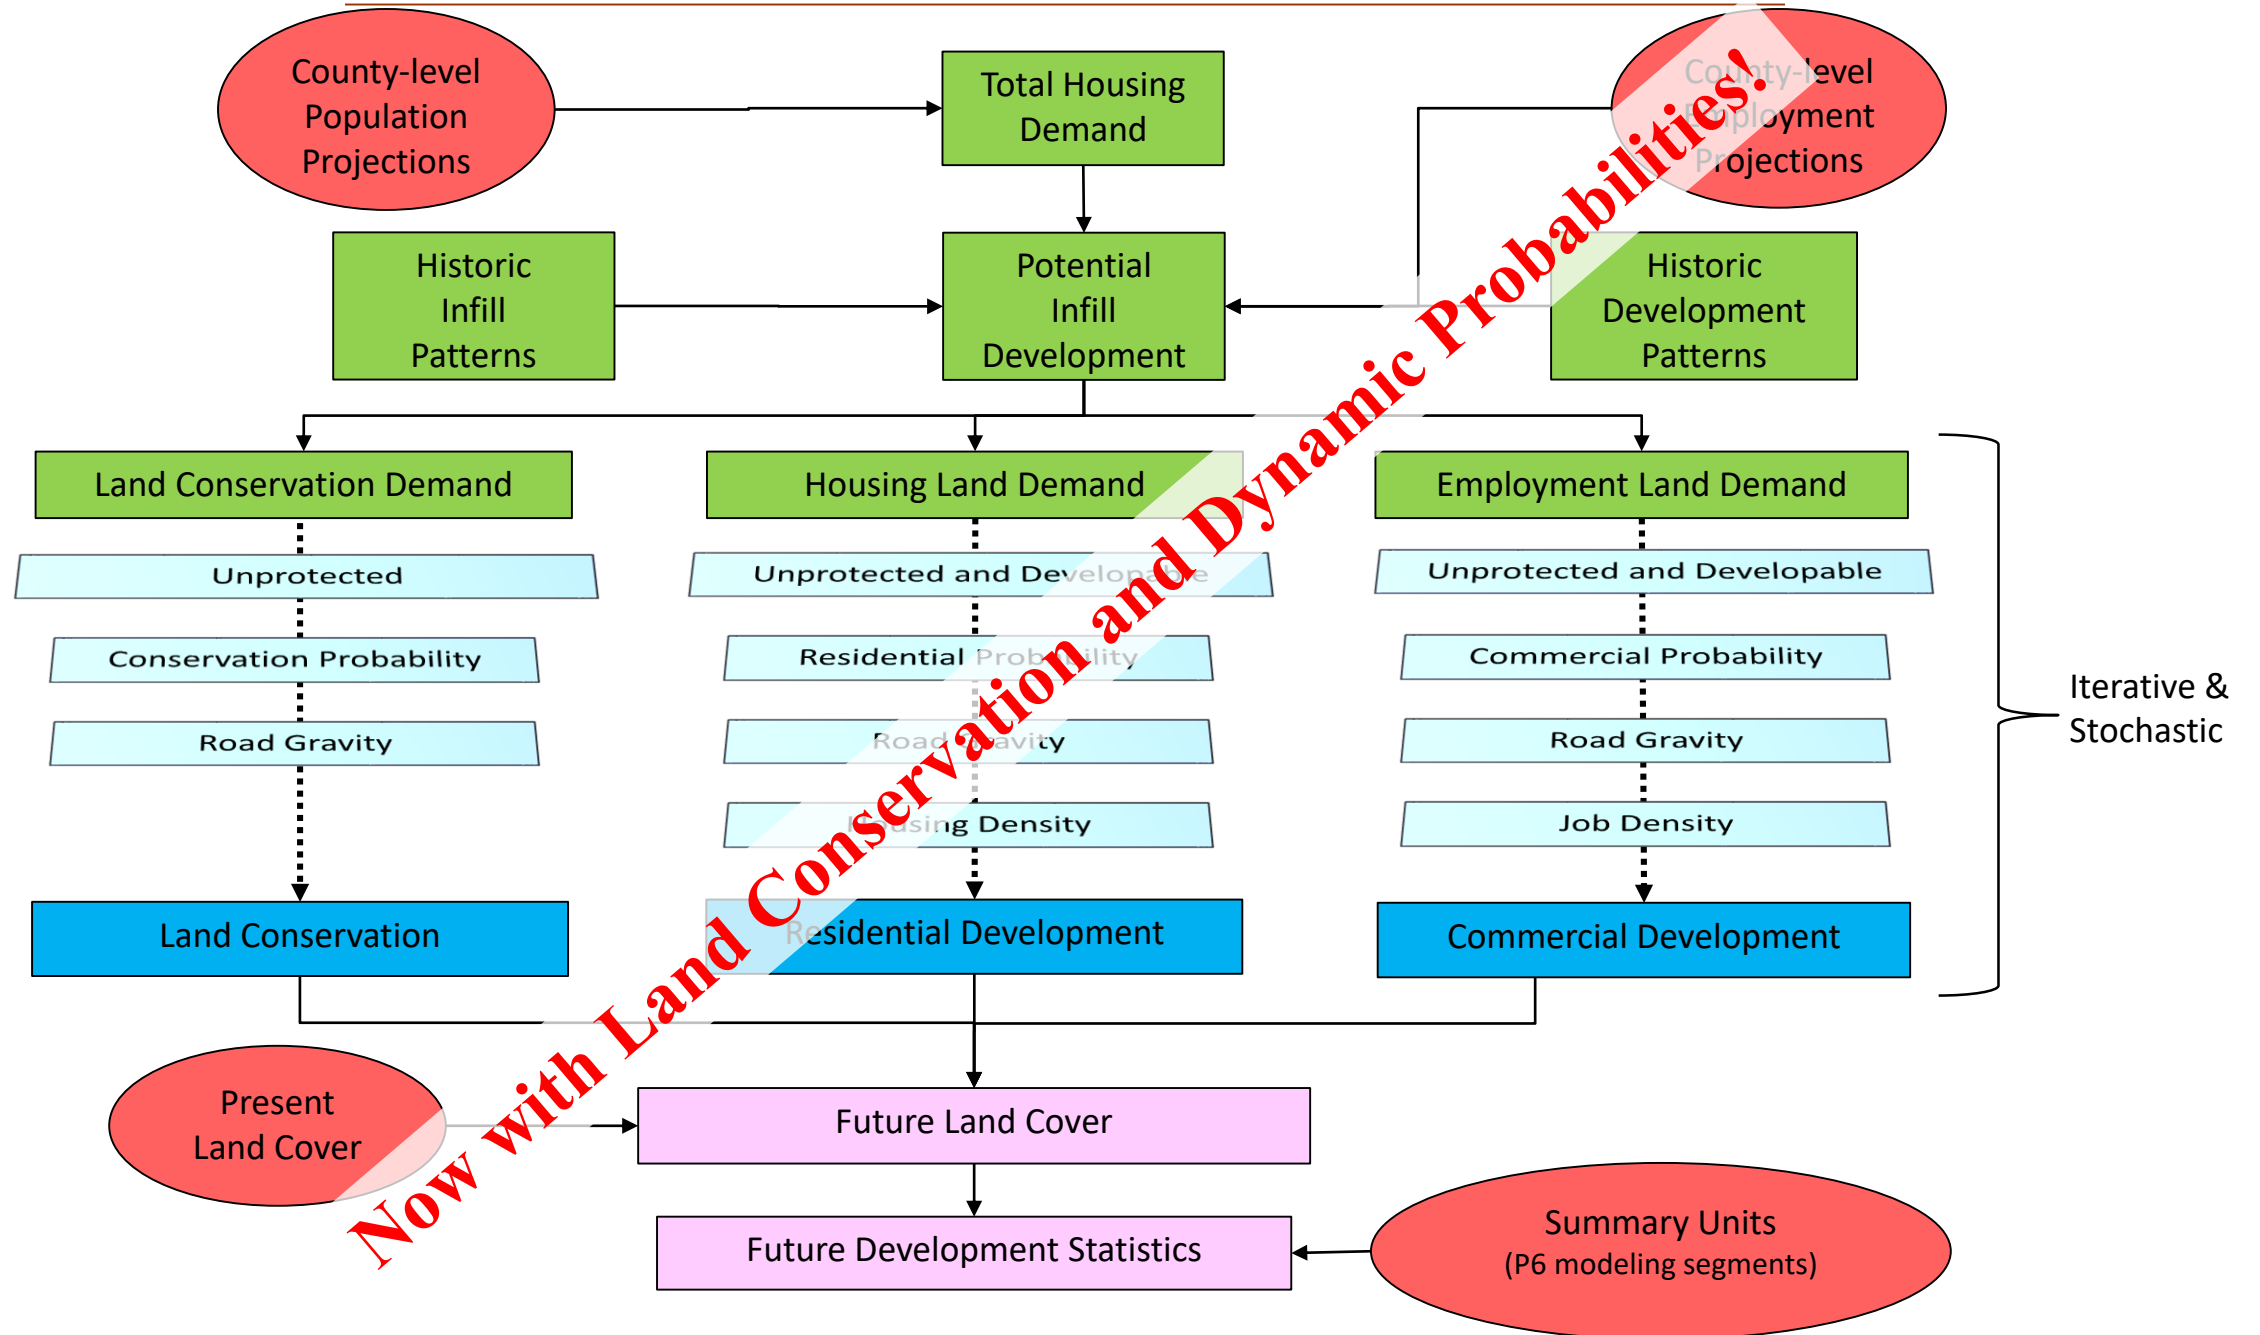 County-level
Population
Projections
Total Housing
Demand
County-level
Employment
Projections
Historic
Infill
Patterns
Potential
Infill
Development
Historic
Development
Patterns
Land Conservation Demand
Housing Land Demand
Employment Land Demand
Unprotected
Unprotected and Developable
Unprotected and Developable
Conservation Probability
Residential Probability
Commercial Probability
Road Gravity
Road Gravity
Road Gravity
Housing Density
Job Density
Iterative &
Stochastic
Land Conservation
Residential Development
Commercial Development
Present
Land Cover
Future Land Cover
Future Development Statistics
Summary Units
(P6 modeling segments)
Now with Land Conservation and Dynamic Probabilities!